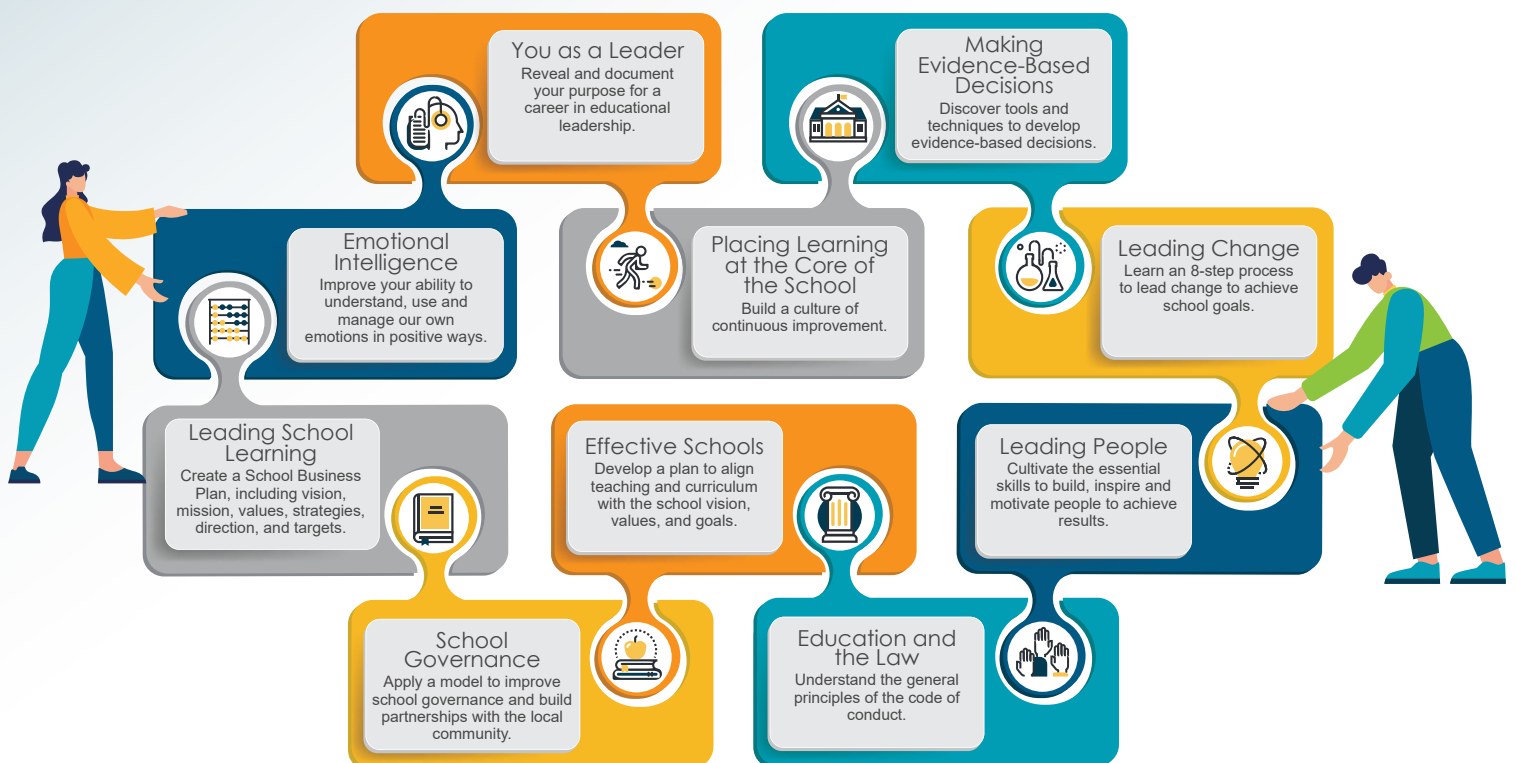 You as a Leader
Reveal and document
your purpose for a
career in educational
leadership.
Making
Evidence-Based
Decisions
Discover tools and
techniques to develop
evidence-based decisions.
Emotional
Intelligence
Improve your ability to
understand, use and
manage our own
emotions in positive ways.
Placing Learning
at the Core of
the School
Build a culture of
continuous improvement.
Leading Change
Learn an 8-step process
to lead change to achieve
school goals.
Leading School
Learning
Create a School Business
Plan, including vision,
mission, values, strategies,
direction, and targets.
Effective Schools
Develop a plan to align
teaching and curriculum
with the school vision,
values, and goals.
Leading People
Cultivate the essential
skills to build, inspire and
motivate people to achieve
results.
School
Governance
Apply a model to improve
school governance and build
partnerships with the local
community.
Education and
the Law
Understand the general
principles of the code of
conduct.